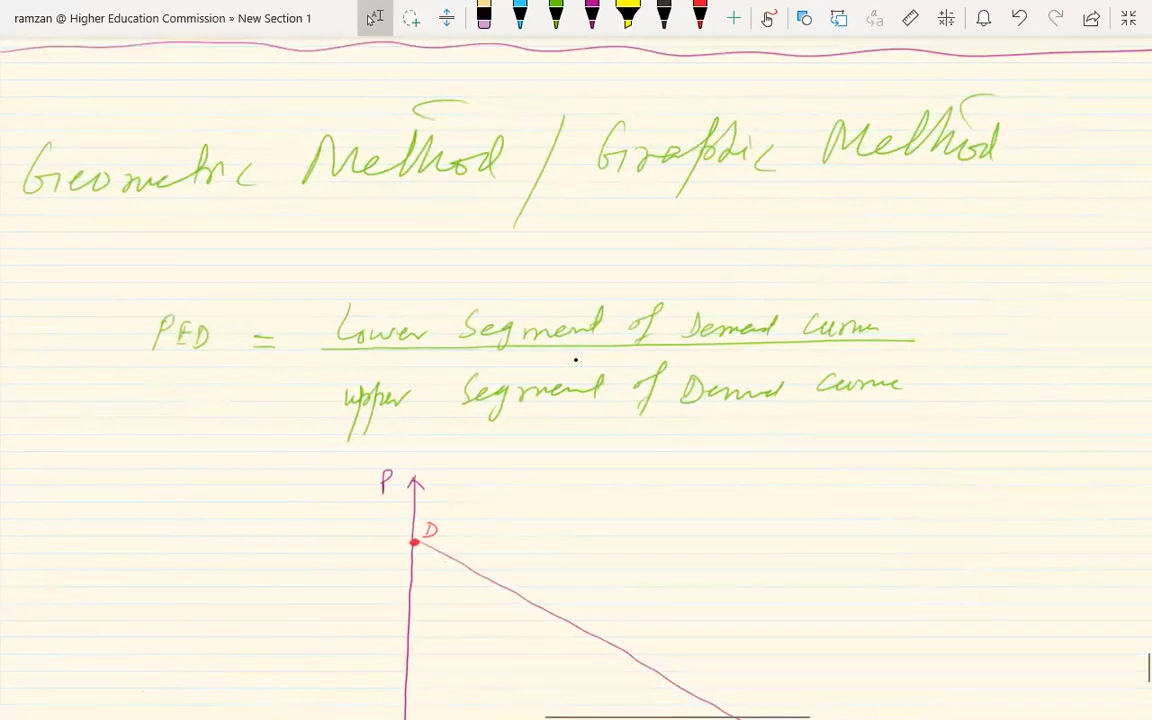 ramzan @ Higher Education Commission » New Section 1
Geometric Method / Graphic Method
PED = Lower Segment of Demand Curve
upper Segment of Demand Curve
P
D